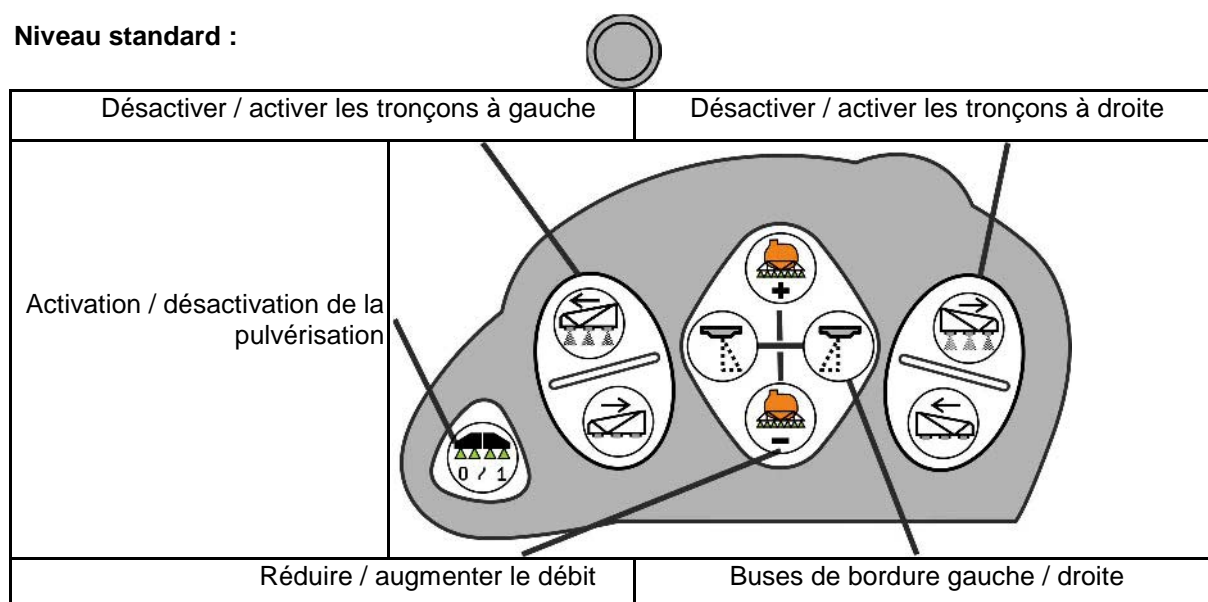 Niveau standard :
Désactiver / activer les tronçons à gauche
Désactiver / activer les tronçons à droite
Activation / désactivation de la
pulvérisation
+
-
0 / 1
Réduire / augmenter le débit
Buses de bordure gauche / droite